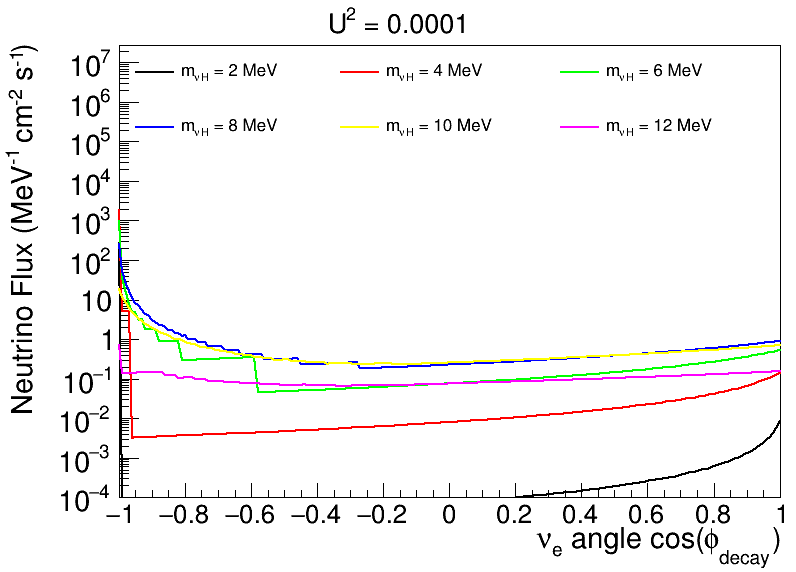 U² = 0.0001
Neutrino Flux (MeV⁻¹ cm⁻² s⁻¹)
m_νH = 2 MeV m_νH = 4 MeV m_νH = 6 MeV
m_νH = 8 MeV m_νH = 10 MeV m_νH = 12 MeV
10⁷
10⁶
10⁵
10⁴
10³
10²
10
1
10⁻¹
10⁻²
10⁻³
10⁻⁴
−1 −0.8 −0.6 −0.4 −0.2 0 0.2 0.4 0.6 0.8 1
ν_e angle cos(ϕ_decay)